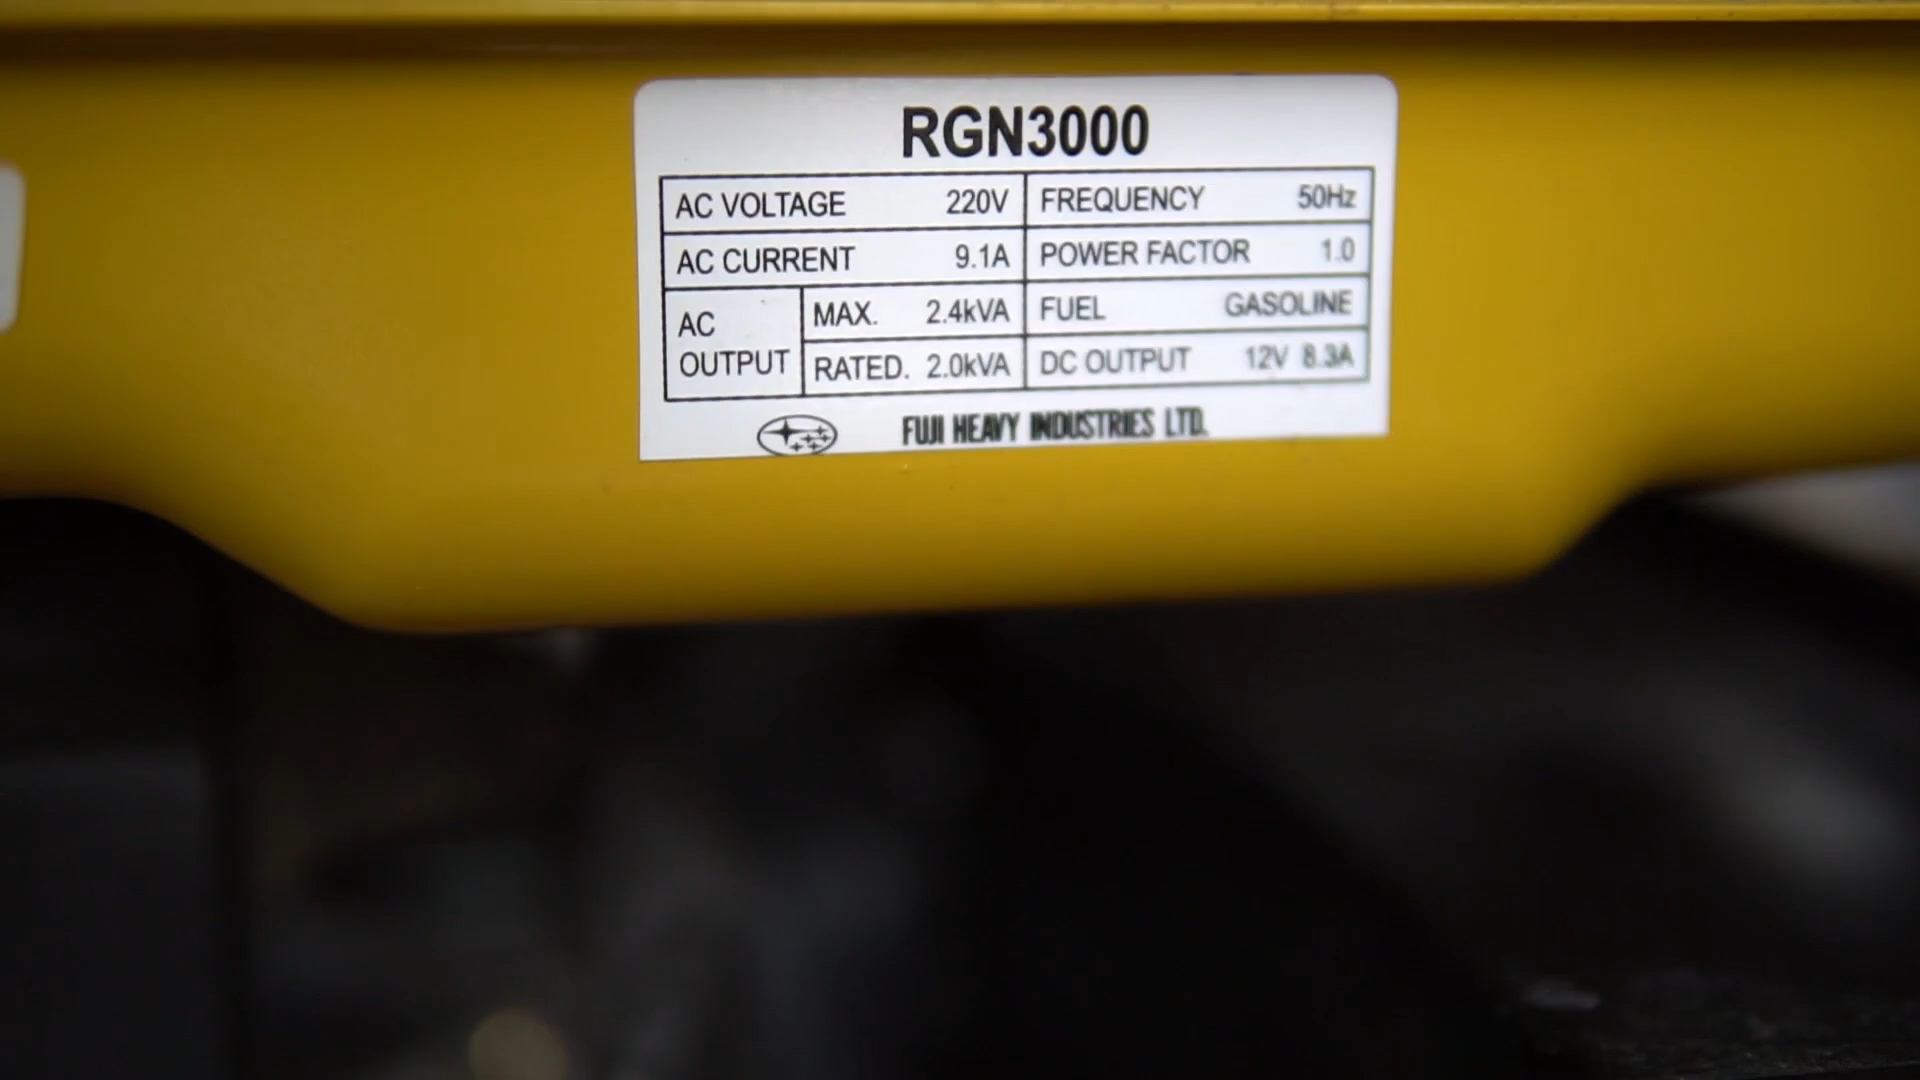 RGN3000
AC VOLTAGE 220V FREQUENCY 50Hz
AC CURRENT 9.1A POWER FACTOR 1.0
AC OUTPUT MAX. 2.4kVA FUEL GASOLINE
RATED. 2.0kVA DC OUTPUT 12V 8.3A
FUJI HEAVY INDUSTRIES LTD.